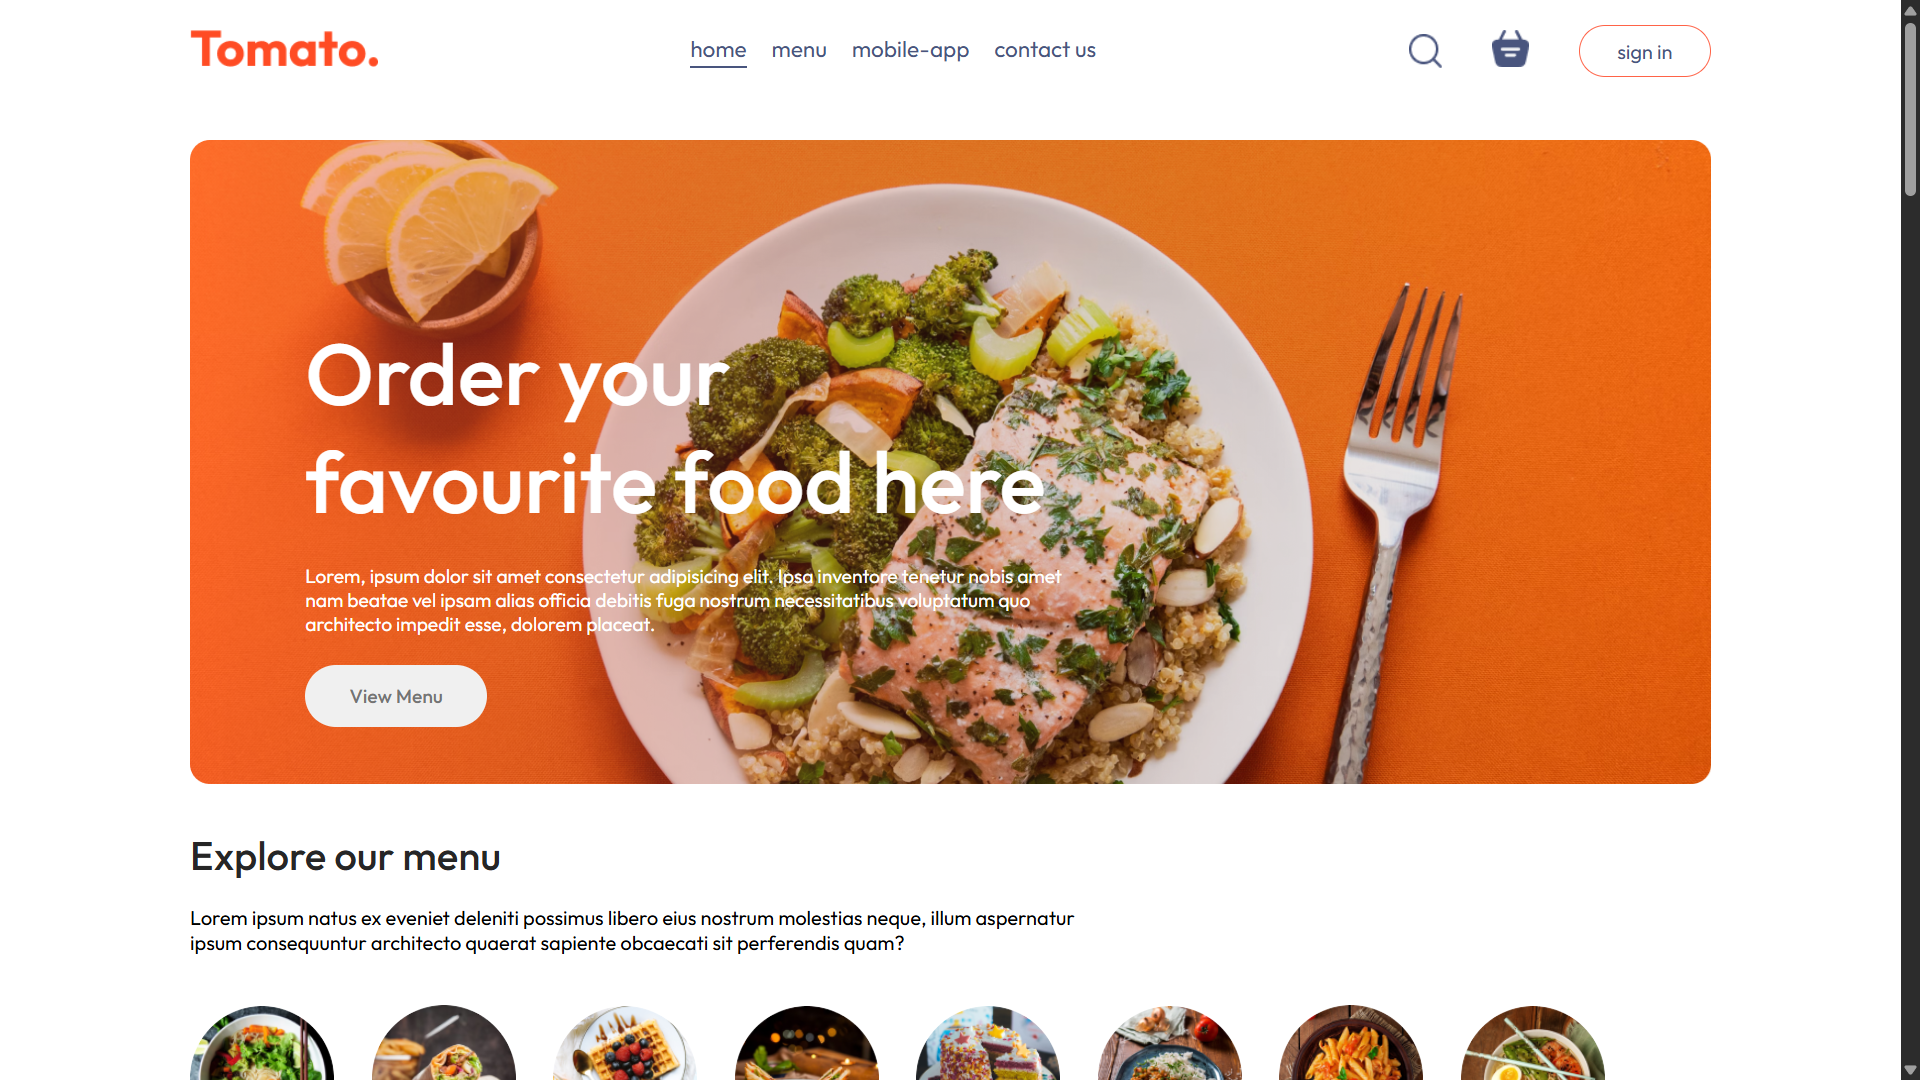 Tomato.
home menu mobile-app contact us
sign in
Order your
favourite food here
Lorem, ipsum dolor sit amet consectetur adipisicing elit. Ipsa inventore tenetur nobis amet
nam beatae vel ipsam alias officia debitis fuga nostrum necessitatibus voluptatum quo
architecto impedit esse, dolorem placeat.
View Menu
Explore our menu
Lorem ipsum natus ex eveniet deleniti possimus libero eius nostrum molestias neque, illum aspernatur
ipsum consequuntur architecto quaerat sapiente obcaecati sit perferendis quam?